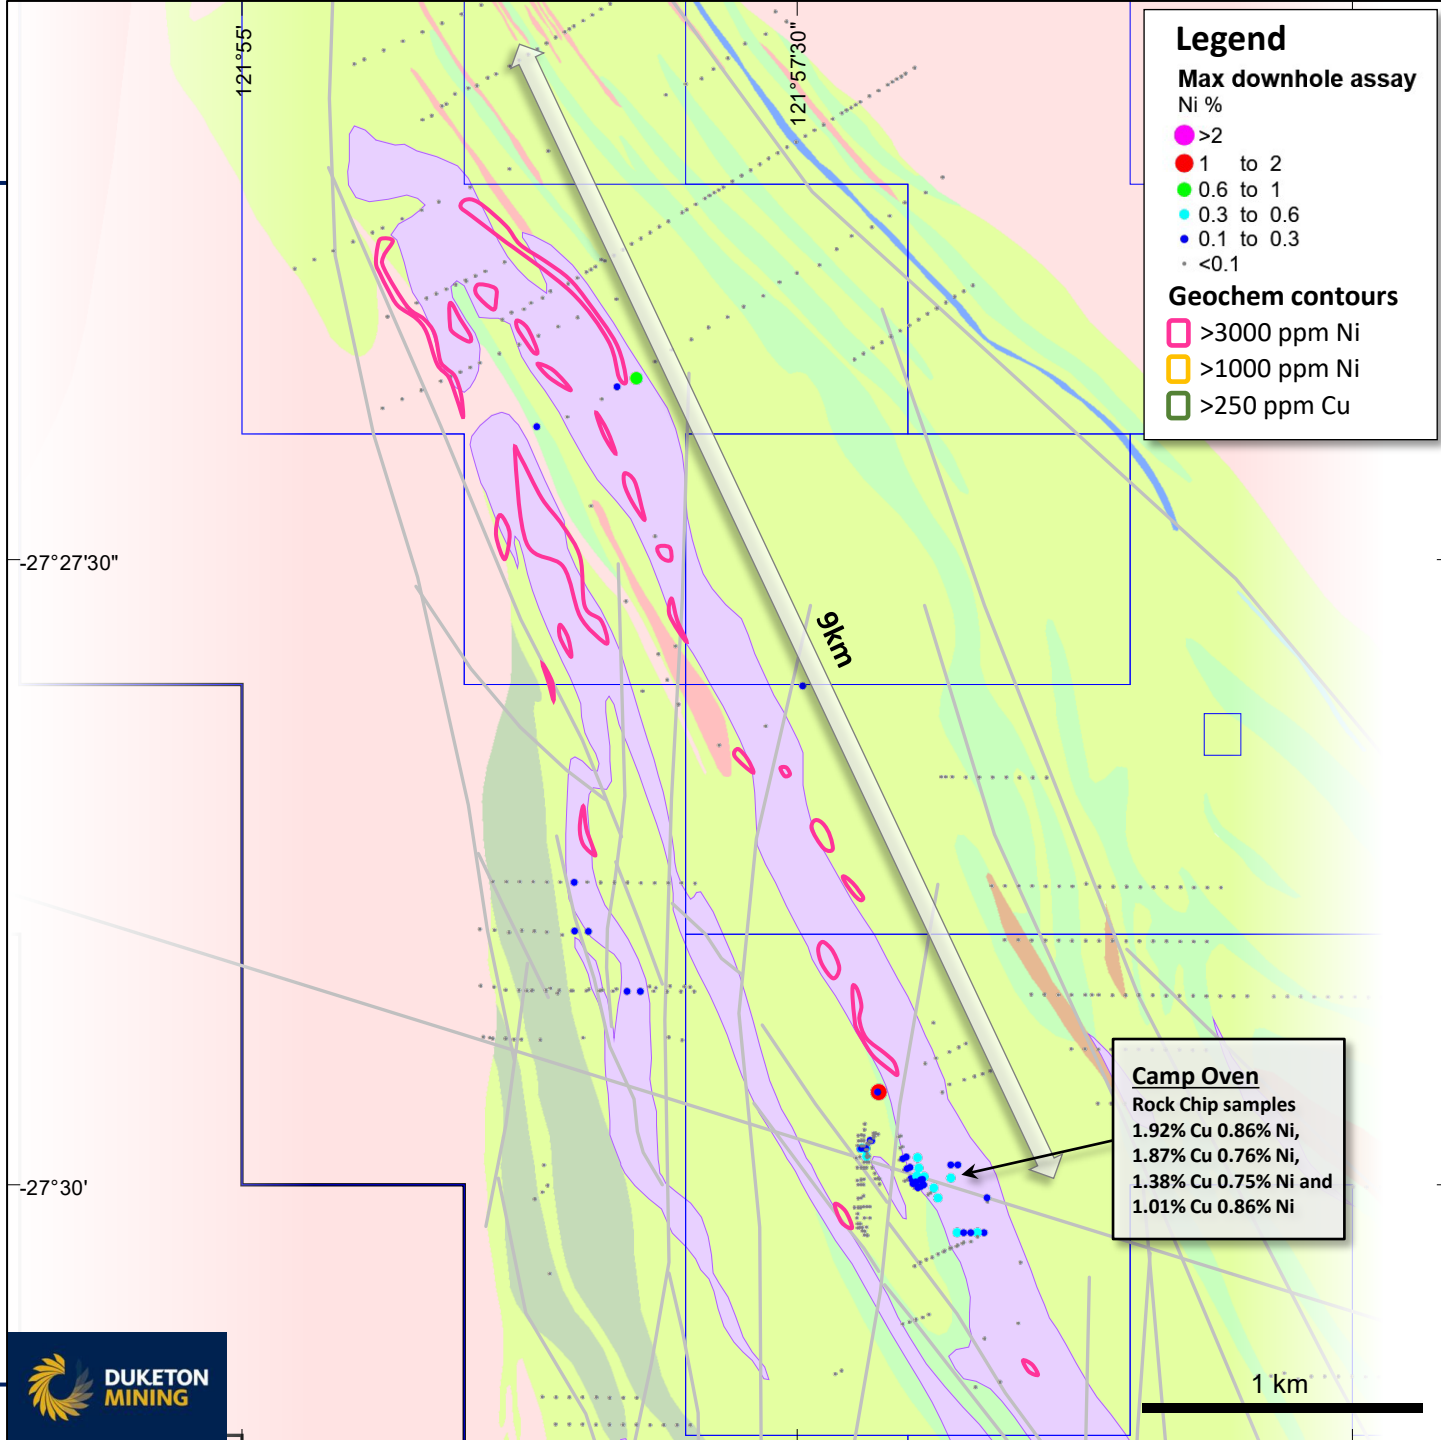 121°55'
121°57'30"
Legend
Max downhole assay
Ni %
>2
1 to 2
0.6 to 1
0.3 to 0.6
0.1 to 0.3
<0.1
Geochem contours
>3000 ppm Ni
>1000 ppm Ni
>250 ppm Cu
-27°27'30"
9km
-27°30'
Camp Oven
Rock Chip samples
1.92% Cu 0.86% Ni,
1.87% Cu 0.76% Ni,
1.38% Cu 0.75% Ni and
1.01% Cu 0.86% Ni
DUKETON
MINING
1 km